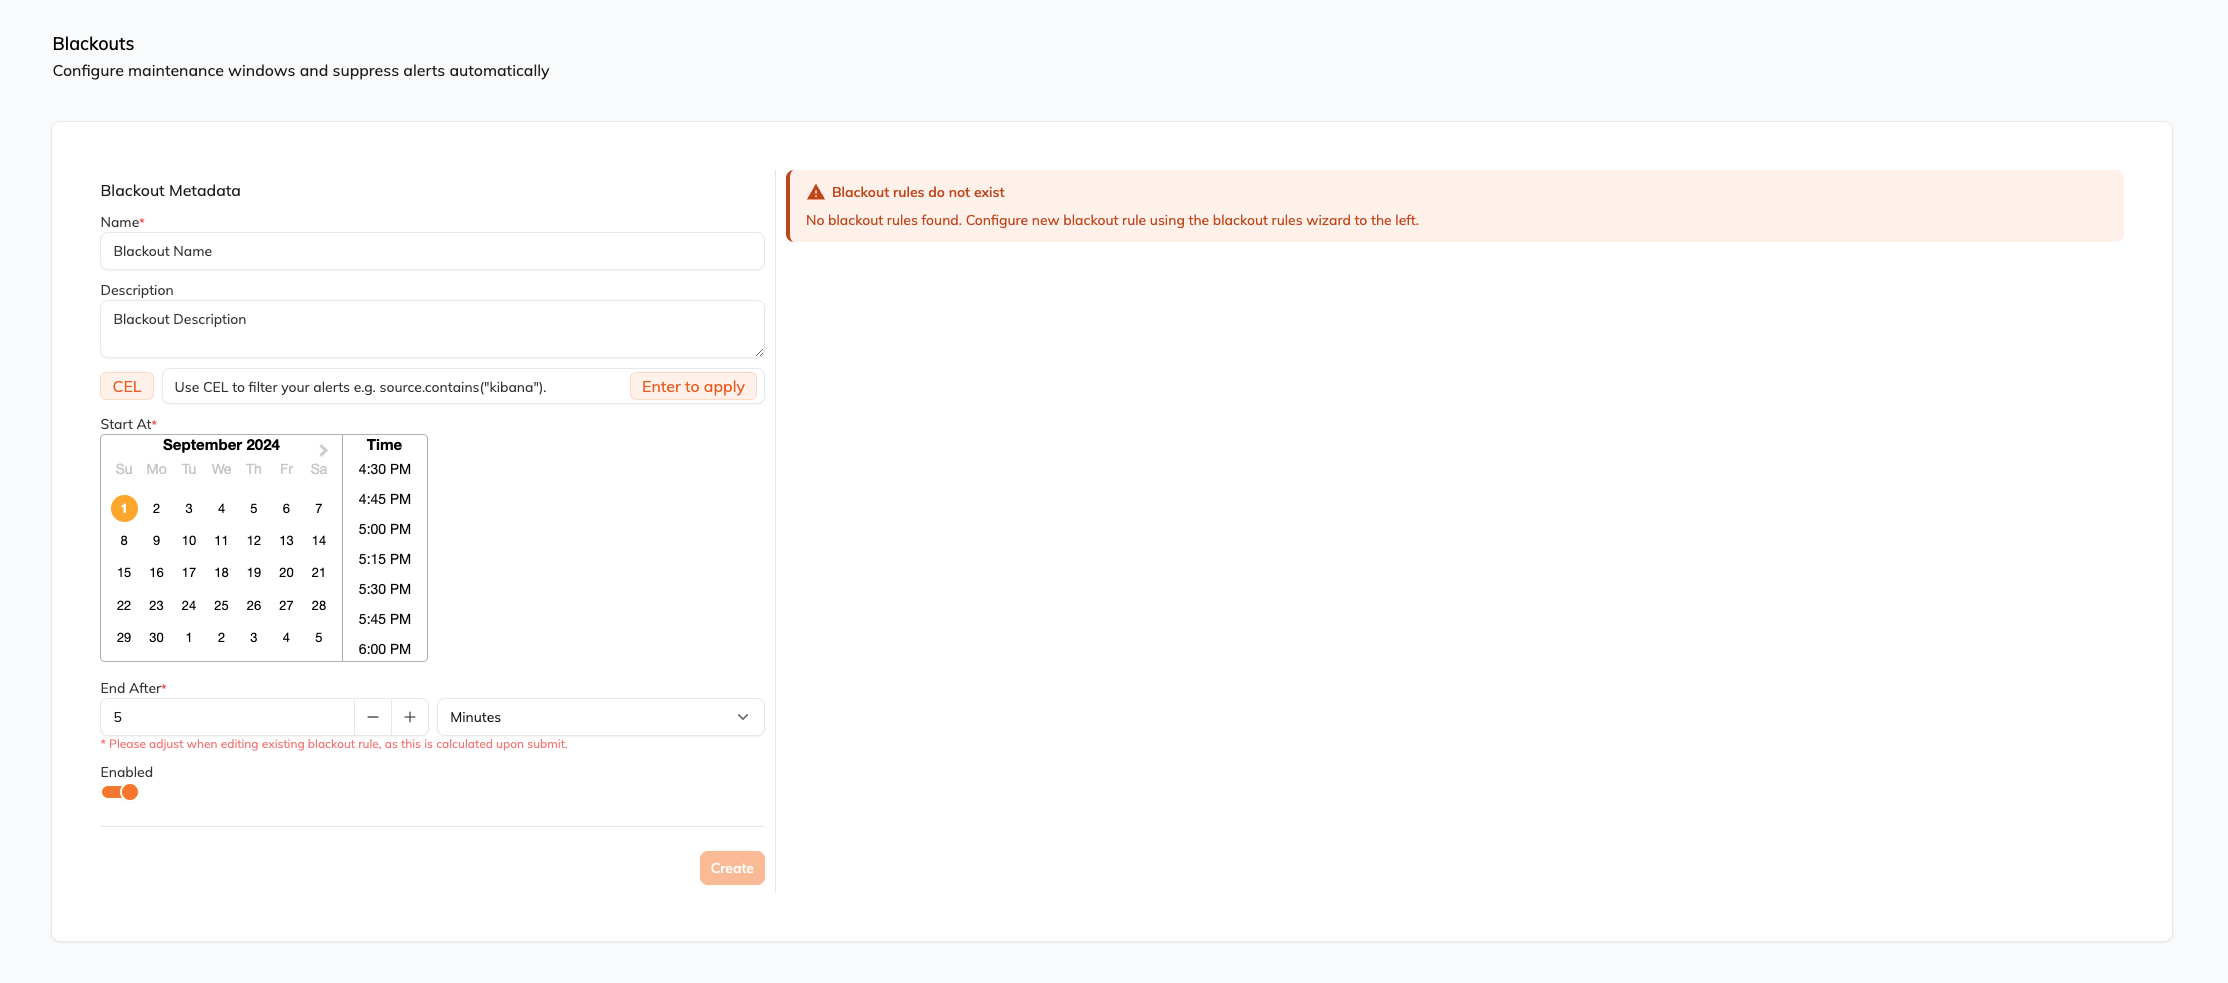 Blackouts
Configure maintenance windows and suppress alerts automatically
Blackout Metadata
Name*
Blackout Name
Description
Blackout Description
CEL Use CEL to filter your alerts e.g. source.contains("kibana"). Enter to apply
Start At*
September 2024
Su Mo Tu We Th Fr Sa
1 2 3 4 5 6 7
8 9 10 11 12 13 14
15 16 17 18 19 20 21
22 23 24 25 26 27 28
29 30 1 2 3 4 5
Time
4:30 PM
4:45 PM
5:00 PM
5:15 PM
5:30 PM
5:45 PM
6:00 PM
End After*
5 Minutes
* Please adjust when editing existing blackout rule, as this is calculated upon submit.
Enabled
Create
Blackout rules do not exist
No blackout rules found. Configure new blackout rule using the blackout rules wizard to the left.